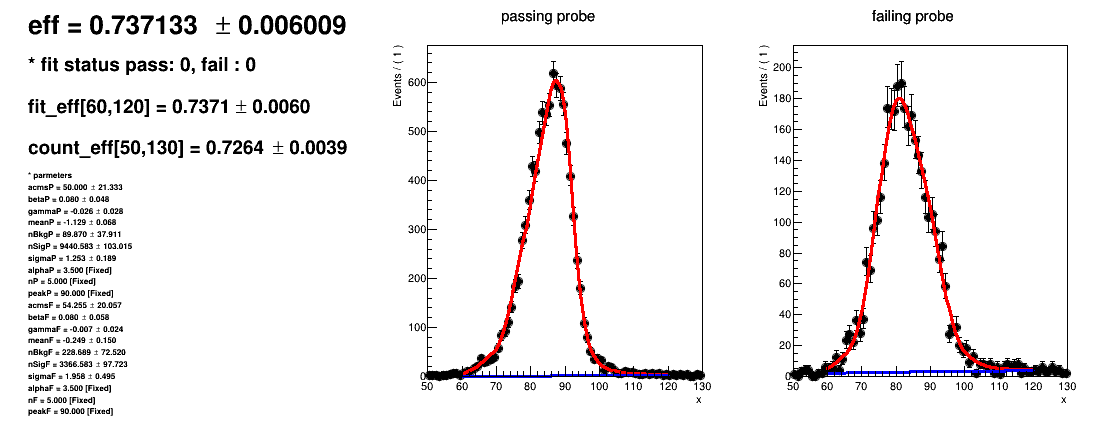 eff = 0.737133 ± 0.006009
* fit status pass: 0, fail : 0
fit_eff[60,120] = 0.7371 ± 0.0060
count_eff[50,130] = 0.7264 ± 0.0039
* parmeters
acmsP = 50.000 ± 21.333
betaP = 0.080 ± 0.048
gammaP = -0.026 ± 0.028
meanP = -1.129 ± 0.068
nBkgP = 89.870 ± 37.911
nSigP = 9440.583 ± 103.015
sigmaP = 1.253 ± 0.189
alphaP = 3.500 [Fixed]
nP = 5.000 [Fixed]
peakP = 90.000 [Fixed]
acmsF = 54.255 ± 20.057
betaF = 0.080 ± 0.058
gammaF = -0.007 ± 0.024
meanF = -0.249 ± 0.150
nBkgF = 228.689 ± 72.520
nSigF = 3366.583 ± 97.723
sigmaF = 1.958 ± 0.495
alphaF = 3.500 [Fixed]
nF = 5.000 [Fixed]
peakF = 90.000 [Fixed]
passing probe
Events / ( 1 )
600
500
400
300
200
100
0
50 60 70 80 90 100 110 120 130
x
failing probe
Events / ( 1 )
200
180
160
140
120
100
80
60
40
20
0
50 60 70 80 90 100 110 120 130
x